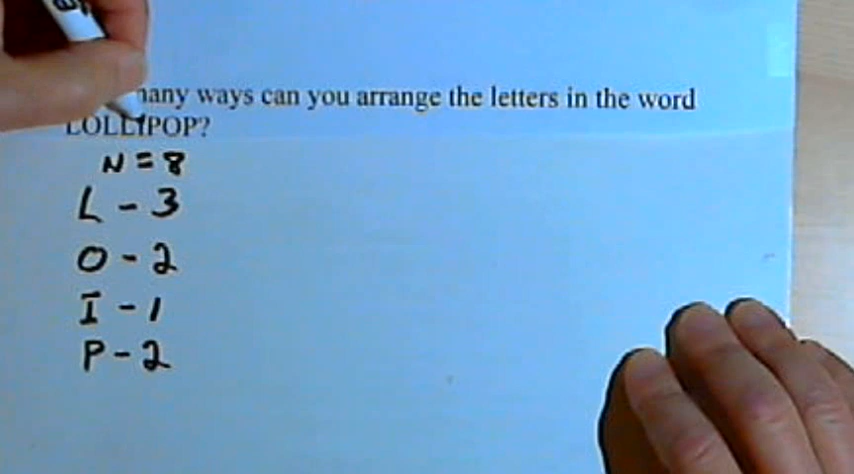 many ways can you arrange the letters in the word
LOLLIPOP?
N = 8
L - 3
O - 2
I - 1
P - 2